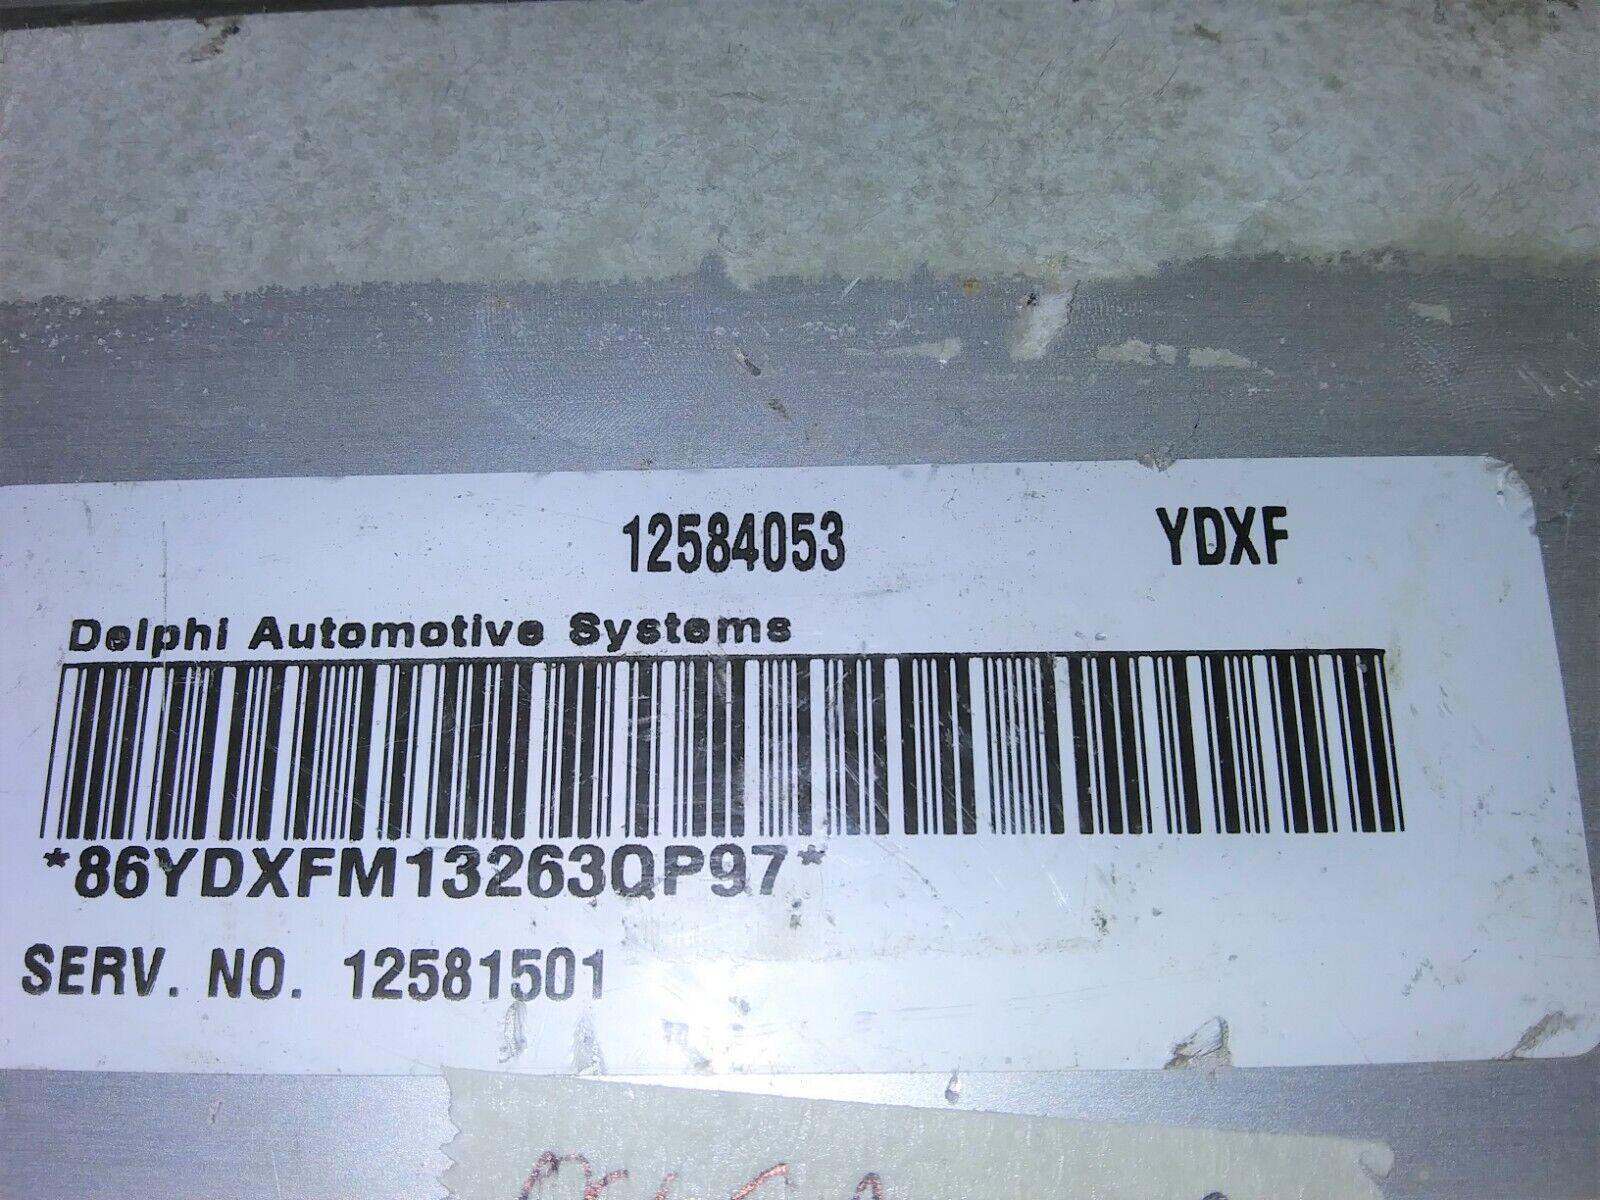 12584053 YDXF
Delphi Automotive Systems
*86YDXFM13263QP97*
SERV. NO. 12581501